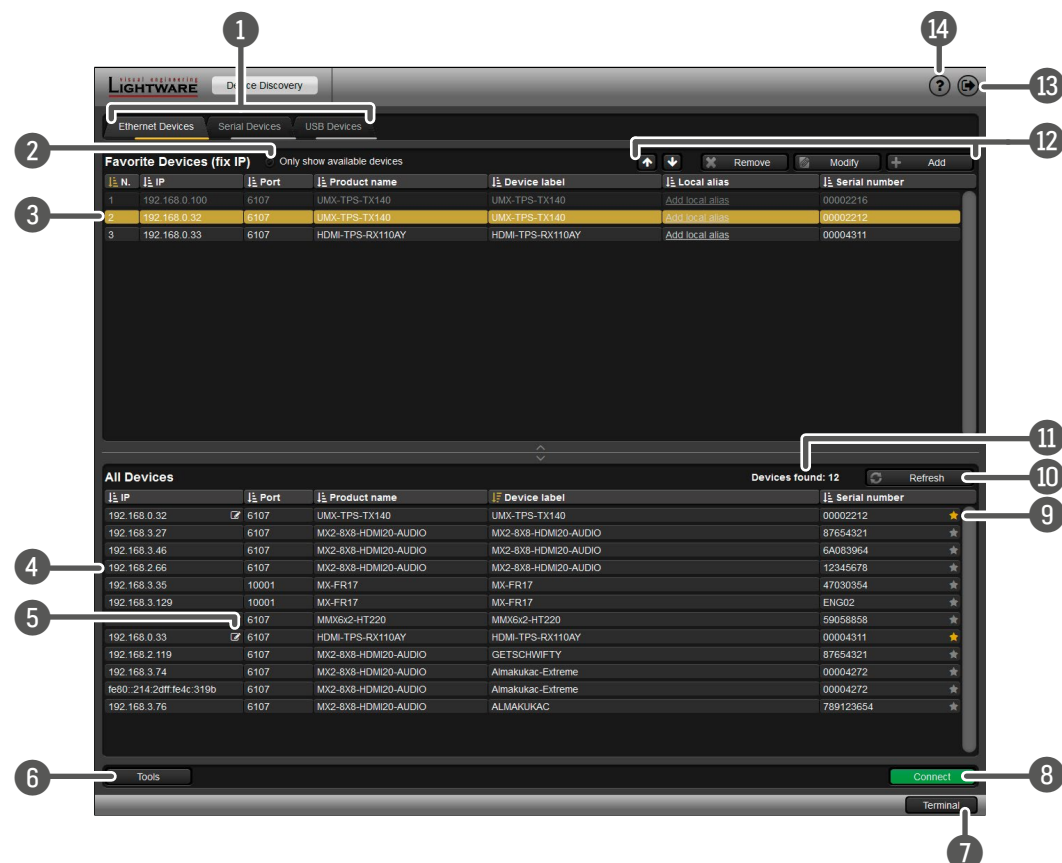 1
14
visual engineering
LIGHTWARE
Device Discovery
13
Ethernet Devices Serial Devices USB Devices
2
12
Favorite Devices (fix IP) Only show available devices Remove Modify Add
N. IP Port Product name Device label Local alias Serial number
1 192.168.0.100 6107 UMX-TPS-TX140 UMX-TPS-TX140 Add local alias 00002216
3
2 192.168.0.32 6107 UMX-TPS-TX140 UMX-TPS-TX140 Add local alias 00002212
3 192.168.0.33 6107 HDMI-TPS-RX110AY HDMI-TPS-RX110AY Add local alias 00004311
11
All Devices Devices found: 12 Refresh
10
IP Port Product name Device label Serial number
192.168.0.32 6107 UMX-TPS-TX140 UMX-TPS-TX140 00002212
9
192.168.3.27 6107 MX2-8X8-HDMI20-AUDIO MX2-8X8-HDMI20-AUDIO 87654321
192.168.3.46 6107 MX2-8X8-HDMI20-AUDIO MX2-8X8-HDMI20-AUDIO 6A083964
4
192.168.2.66 6107 MX2-8X8-HDMI20-AUDIO MX2-8X8-HDMI20-AUDIO 12345678
192.168.3.35 10001 MX-FR17 MX-FR17 47030354
192.168.3.129 10001 MX-FR17 MX-FR17 ENG02
5
6107 MMX6x2-HT220 MMX6x2-HT220 59058858
192.168.0.33 6107 HDMI-TPS-RX110AY HDMI-TPS-RX110AY 00004311
192.168.2.119 6107 MX2-8X8-HDMI20-AUDIO GETSCHWIFTY 87654321
192.168.3.74 6107 MX2-8X8-HDMI20-AUDIO Almakukac-Extreme 00004272
fe80::214:2dff:fe4c:319b 6107 MX2-8X8-HDMI20-AUDIO Almakukac-Extreme 00004272
192.168.3.76 6107 MX2-8X8-HDMI20-AUDIO ALMAKUKAC 789123654
6
Tools Connect
8
Terminal
7